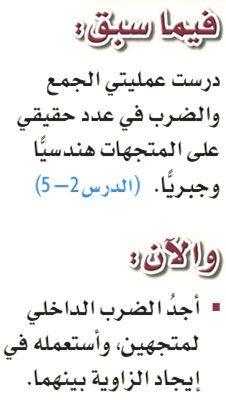 فيما سبق:
درست عمليتي الجمع
والضرب في عدد حقيقي
على المتجهات هندسيًّا
وجبريًّا. (الدرس 2–5)
والآن:
▪ أجدُ الضرب الداخلي
لمتجهين، وأستعمله في
إيجاد الزاوية بينهما.